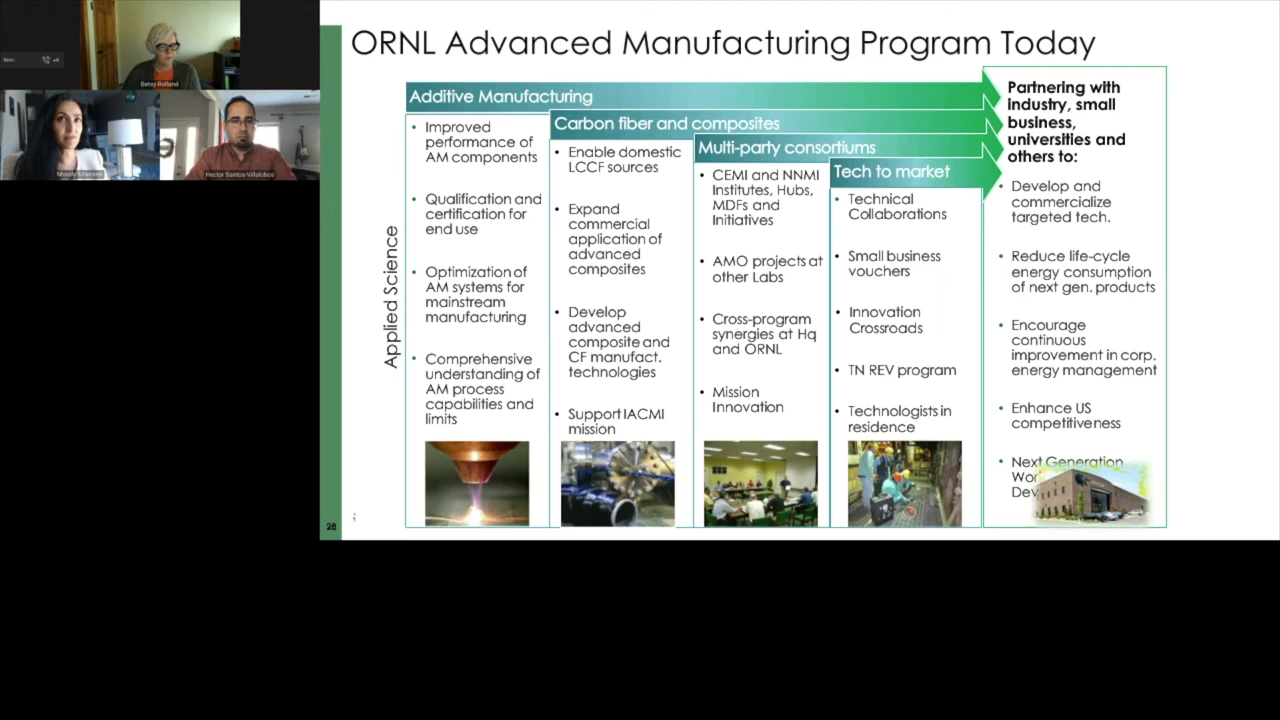 ORNL Advanced Manufacturing Program Today
Betsy Rolland
Hector Santos-Villalobos
Applied Science
Additive Manufacturing
• Improved
performance of
AM components
• Qualification and
certification for
end use
• Optimization of
AM systems for
mainstream
manufacturing
• Comprehensive
understanding of
AM process
capabilities and
limits
Carbon fiber and composites
• Enable domestic
LCCF sources
• Expand
commercial
application of
advanced
composites
• Develop
advanced
composite and
CF manufact.
technologies
• Support IACMI
mission
Multi-party consortiums
• CEMI and NNMI
Institutes, Hubs,
MDFs and
Initiatives
• AMO projects at
other Labs
• Cross-program
synergies at Hq
and ORNL
• Mission
Innovation
Tech to market
• Technical
Collaborations
• Small business
vouchers
• Innovation
Crossroads
• TN REV program
• Technologists in
residence
Partnering with
industry, small
business,
universities and
others to:
• Develop and
commercialize
targeted tech.
• Reduce life-cycle
energy consumption
of next gen. products
• Encourage
continuous
improvement in corp.
energy management
• Enhance US
competitiveness
• Next Generation
28